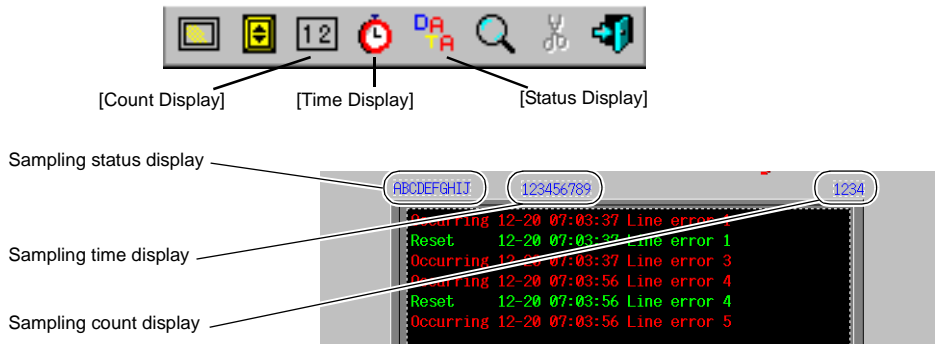 12
DATA
[Count Display]
[Time Display]
[Status Display]
Sampling status display
ABCDEFGHIJ
123456789
1234
Occurring 12-20 07:03:37 Line error 1
Reset 12-20 07:03:37 Line error 1
Sampling time display
Occurring 12-20 07:03:37 Line error 3
Occurring 12-20 07:03:56 Line error 4
Reset 12-20 07:03:56 Line error 4
Sampling count display
Occurring 12-20 07:03:56 Line error 5